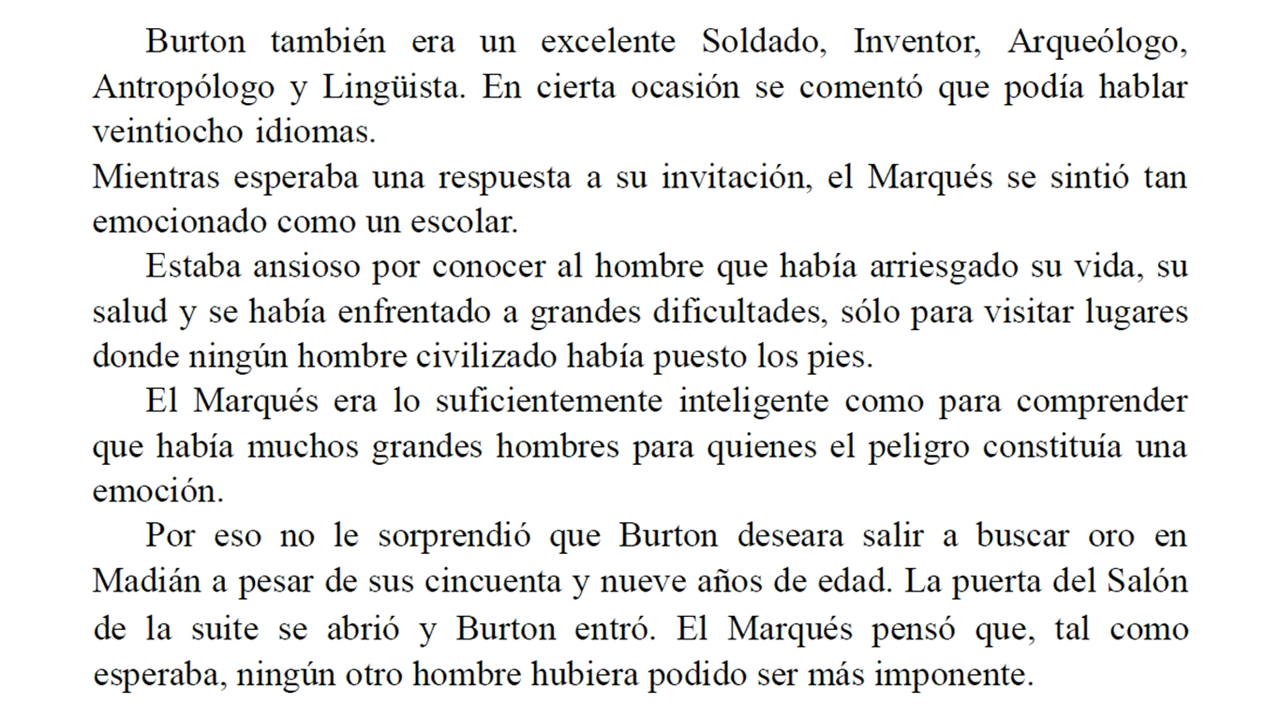 Burton también era un excelente Soldado, Inventor, Arqueólogo,
Antropólogo y Lingüista. En cierta ocasión se comentó que podía hablar
veintiocho idiomas.
Mientras esperaba una respuesta a su invitación, el Marqués se sintió tan
emocionado como un escolar.
Estaba ansioso por conocer al hombre que había arriesgado su vida, su
salud y se había enfrentado a grandes dificultades, sólo para visitar lugares
donde ningún hombre civilizado había puesto los pies.
El Marqués era lo suficientemente inteligente como para comprender
que había muchos grandes hombres para quienes el peligro constituía una
emoción.
Por eso no le sorprendió que Burton deseara salir a buscar oro en
Madián a pesar de sus cincuenta y nueve años de edad. La puerta del Salón
de la suite se abrió y Burton entró. El Marqués pensó que, tal como
esperaba, ningún otro hombre hubiera podido ser más imponente.